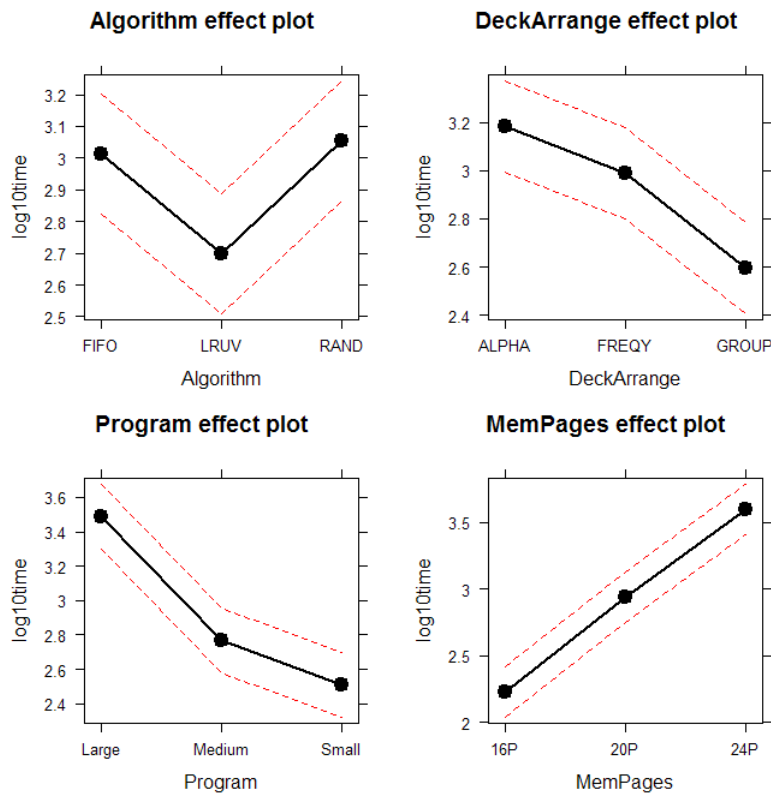 Algorithm effect plot
log10time
3.2
3.1
3
2.9
2.8
2.7
2.6
2.5
FIFO LRUV RAND
Algorithm
DeckArrange effect plot
log10time
3.2
3
2.8
2.6
2.4
ALPHA FREQY GROUP
DeckArrange
Program effect plot
log10time
3.6
3.4
3.2
3
2.8
2.6
2.4
Large Medium Small
Program
MemPages effect plot
log10time
3.5
3
2.5
2
16P 20P 24P
MemPages